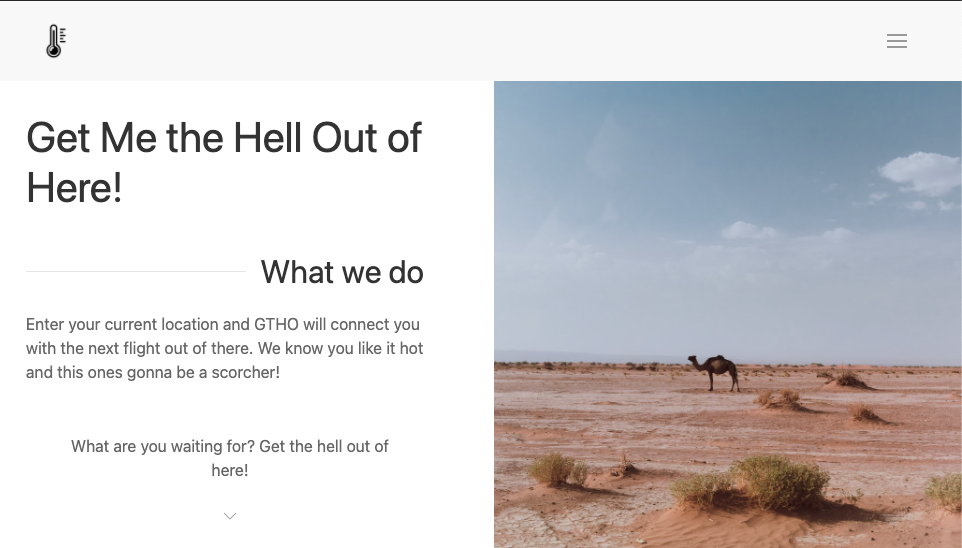 Get Me the Hell Out of
Here!
What we do
Enter your current location and GTHO will connect you
with the next flight out of there. We know you like it hot
and this ones gonna be a scorcher!
What are you waiting for? Get the hell out of
here!